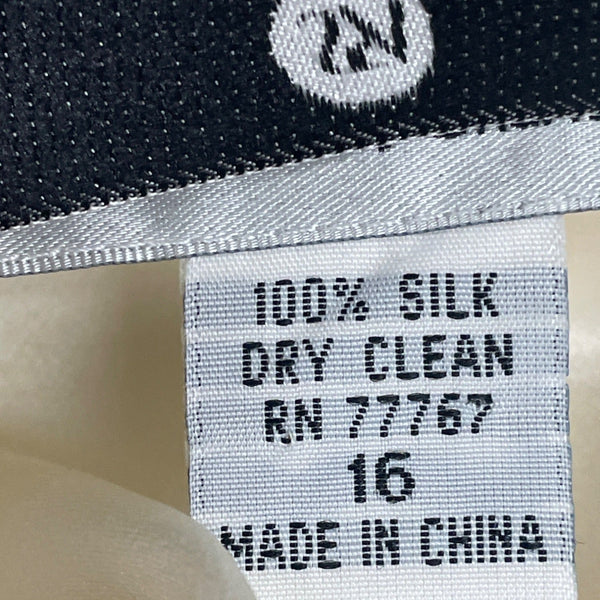 100% SILK
DRY CLEAN
RN 77767
16
MADE IN CHINA